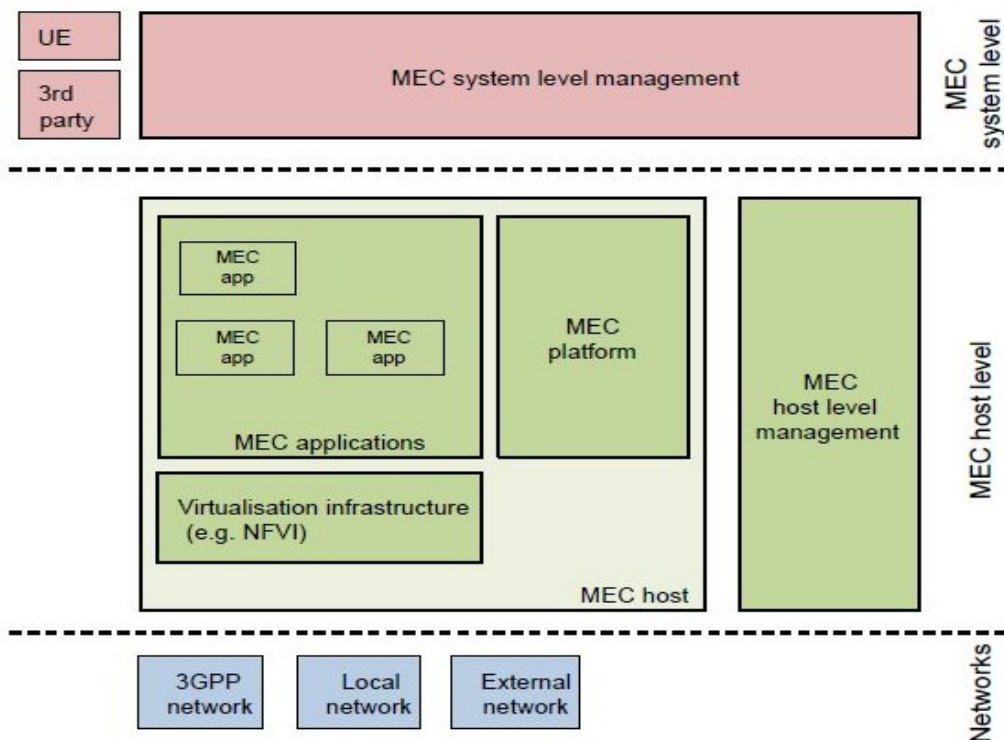 UE
3rd
party
MEC system level management
MEC
system level
MEC
app
MEC
app
MEC
app
MEC applications
MEC
platform
Virtualisation infrastructure
(e.g. NFVI)
MEC host
MEC
host level
management
MEC host level
3GPP
network
Local
network
External
network
Networks